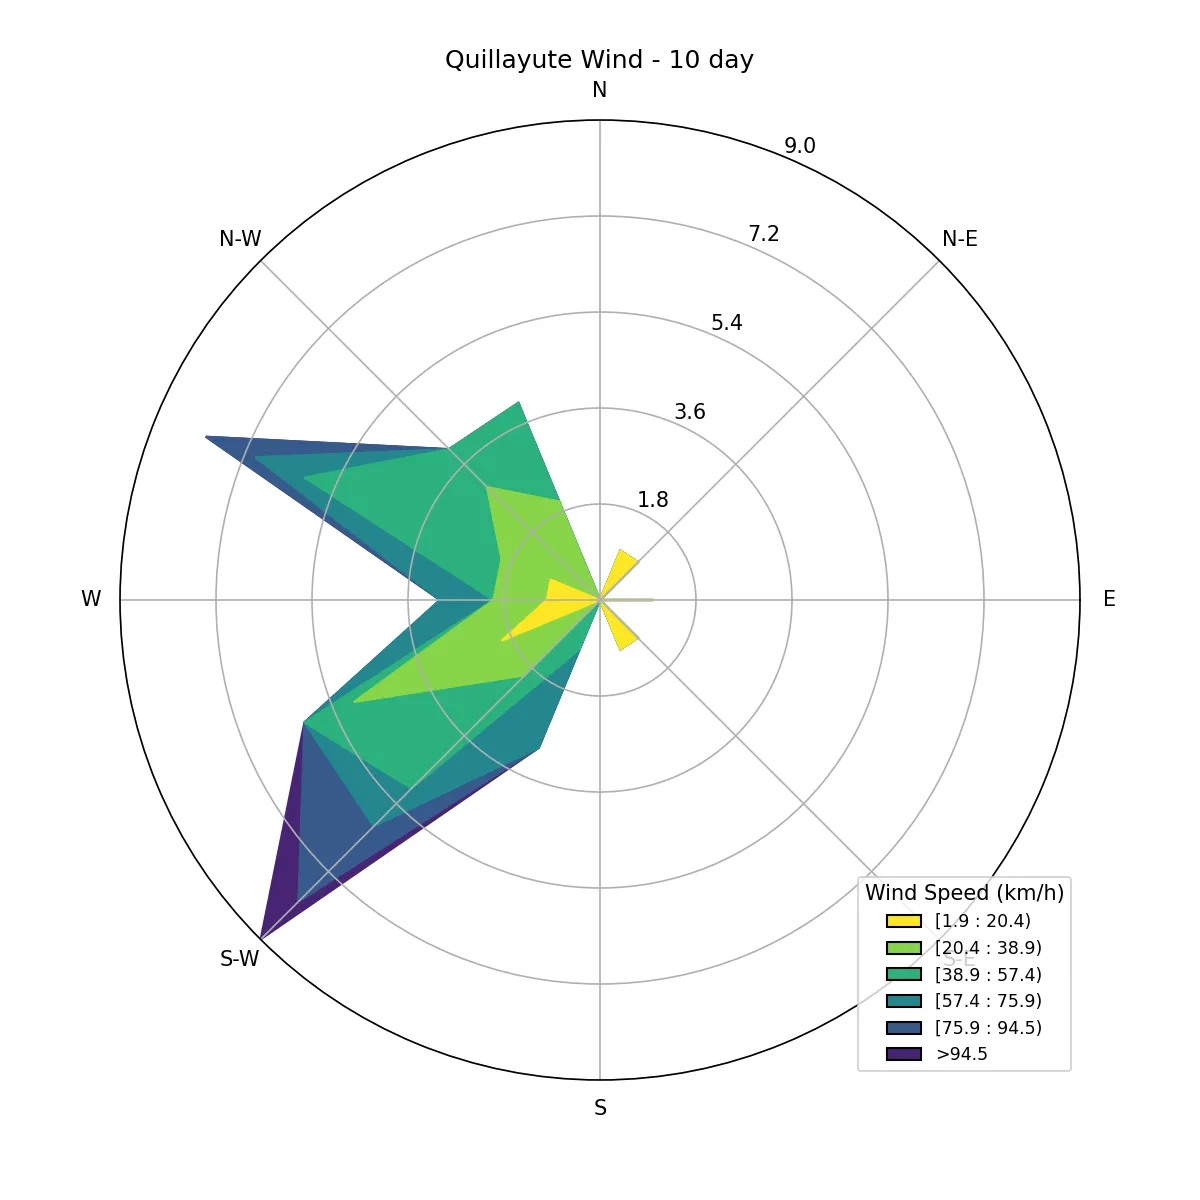 Quillayute Wind - 10 day
N
9.0
N-W
7.2
N-E
5.4
3.6
1.8
W
E
S-W
S-E
S
Wind Speed (km/h)
[1.9 : 20.4)
[20.4 : 38.9)
[38.9 : 57.4)
[57.4 : 75.9)
[75.9 : 94.5)
>94.5